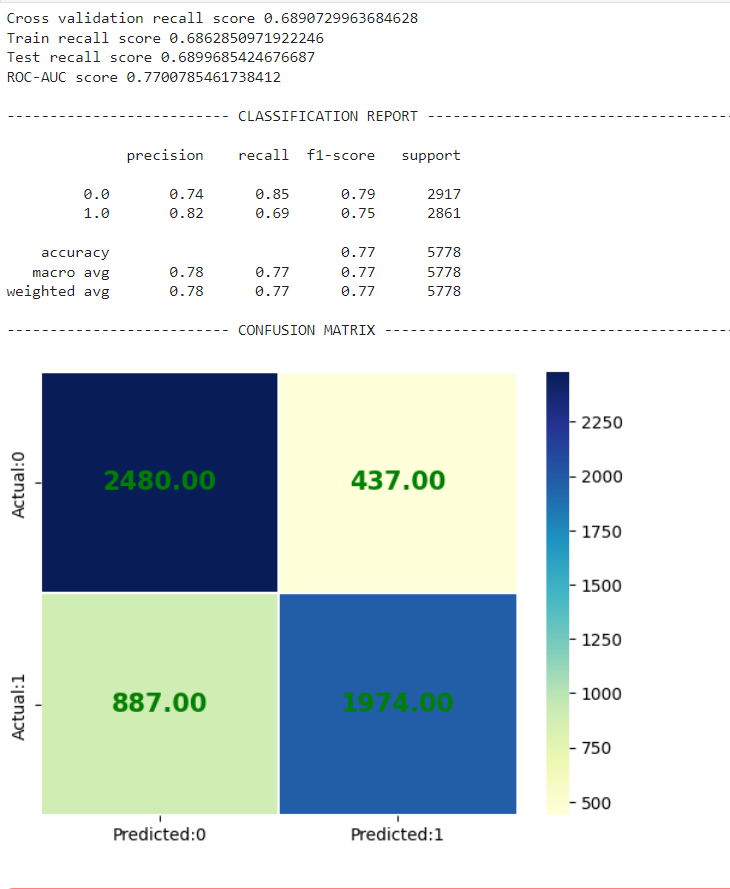 Cross validation recall score 0.6890729963684628
Train recall score 0.6862850971922246
Test recall score 0.6899685424676687
ROC-AUC score 0.7700785461738412
-------------------------- CLASSIFICATION REPORT -----------------------------------
precision recall f1-score support
0.0 0.74 0.85 0.79 2917
1.0 0.82 0.69 0.75 2861
accuracy 0.77 5778
macro avg 0.78 0.77 0.77 5778
weighted avg 0.78 0.77 0.77 5778
-------------------------- CONFUSION MATRIX ----------------------------------------
Actual:0
2480.00 437.00
Actual:1
887.00 1974.00
Predicted:0 Predicted:1
2250
2000
1750
1500
1250
1000
750
500